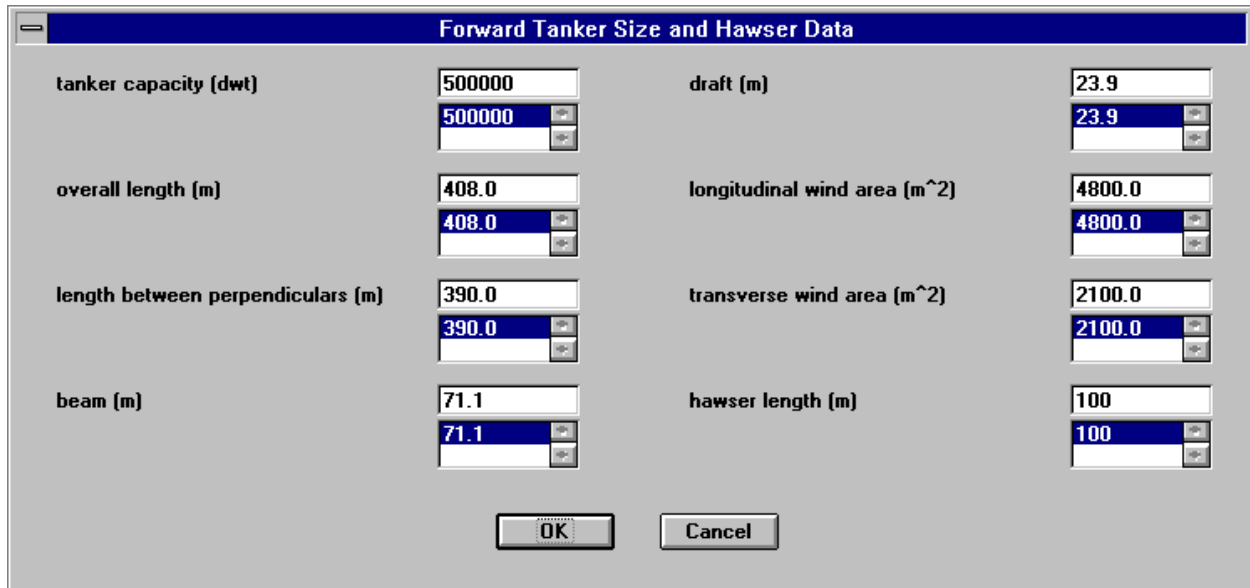 Forward Tanker Size and Hawser Data
tanker capacity (dwt) 500000 draft (m) 23.9
500000 23.9
overall length (m) 408.0 longitudinal wind area (m^2) 4800.0
408.0 4800.0
length between perpendiculars (m) 390.0 transverse wind area (m^2) 2100.0
390.0 2100.0
beam (m) 71.1 hawser length (m) 100
71.1 100
OK Cancel